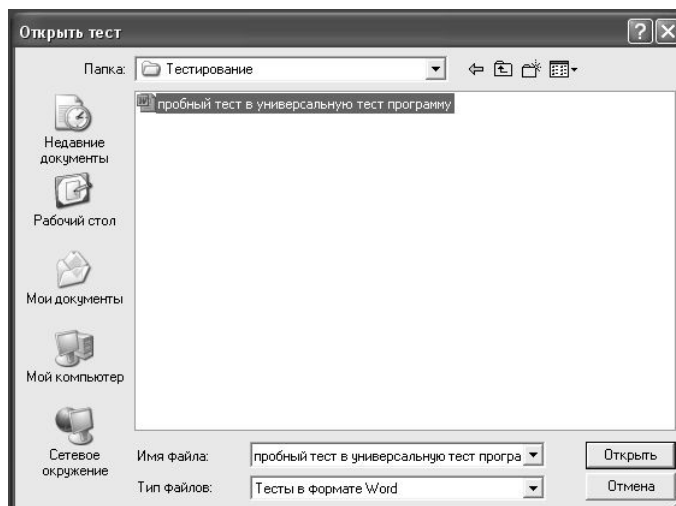 Открыть тест
Папка:
Тестирование
пробный тест в универсальную тест программу
Недавние
документы
Рабочий стол
Мои документы
Мой компьютер
Сетевое
окружение
Имя файла:
пробный тест в универсальную тест програ
Открыть
Тип файлов:
Тесты в формате Word
Отмена